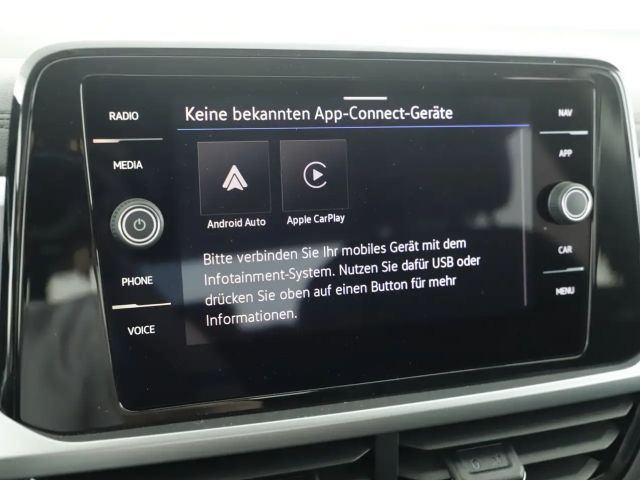 RADIO
MEDIA
PHONE
VOICE
Keine bekannten App-Connect-Geräte
Android Auto
Apple CarPlay
Bitte verbinden Sie Ihr mobiles Gerät mit dem
Infotainment-System. Nutzen Sie dafür USB oder
drücken Sie oben auf einen Button für mehr
Informationen.
NAV
APP
CAR
MENU